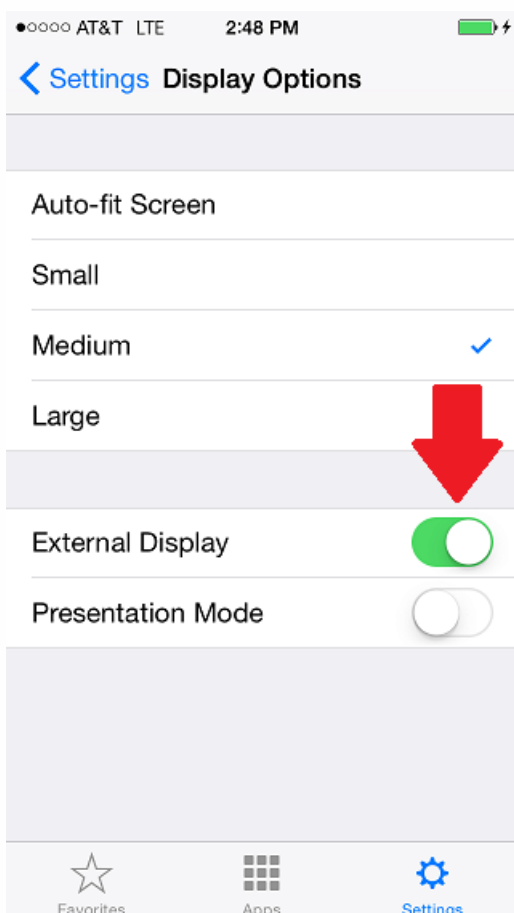 AT&T LTE 2:48 PM
Settings Display Options
Auto-fit Screen
Small
Medium
Large
External Display
Presentation Mode
Favorites Apps Settings